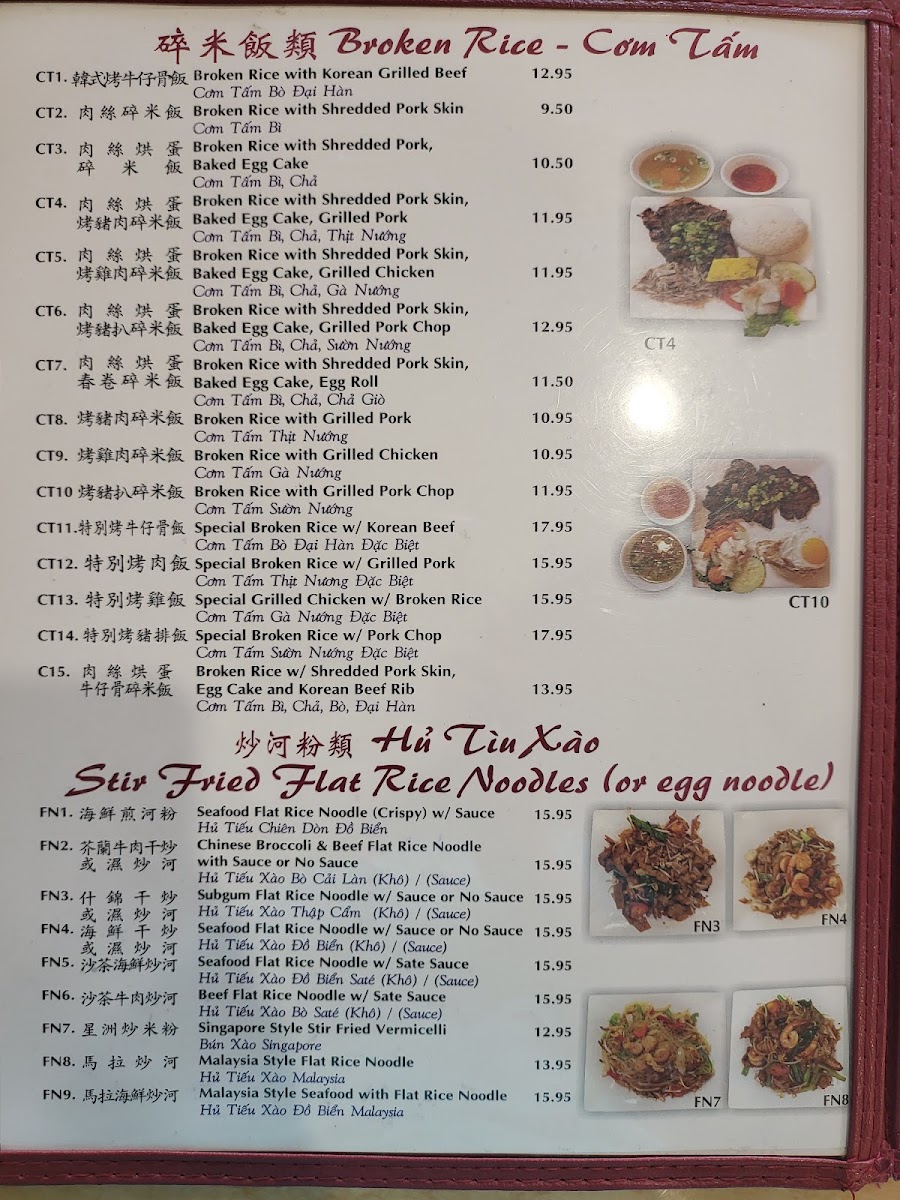 碎米飯類 Broken Rice - Cơm Tấm
CT1. 韓式烤牛仔骨飯 Broken Rice with Korean Grilled Beef 12.95
Cơm Tấm Bò Đại Hàn
CT2. 肉絲碎米飯 Broken Rice with Shredded Pork Skin 9.50
Cơm Tấm Bì
CT3. 肉絲烘蛋 Broken Rice with Shredded Pork,
碎米飯 Baked Egg Cake 10.50
Cơm Tấm Bì, Chả
CT4. 肉絲烘蛋 Broken Rice with Shredded Pork Skin,
烤豬肉碎米飯 Baked Egg Cake, Grilled Pork 11.95
Cơm Tấm Bì, Chả, Thịt Nướng
CT5. 肉絲烘蛋 Broken Rice with Shredded Pork Skin,
烤雞肉碎米飯 Baked Egg Cake, Grilled Chicken 11.95
Cơm Tấm Bì, Chả, Gà Nướng
CT6. 肉絲烘蛋 Broken Rice with Shredded Pork Skin,
烤豬扒碎米飯 Baked Egg Cake, Grilled Pork Chop 12.95
Cơm Tấm Bì, Chả, Sườn Nướng
CT7. 肉絲烘蛋 Broken Rice with Shredded Pork Skin,
春卷碎米飯 Baked Egg Cake, Egg Roll 11.50
Cơm Tấm Bì, Chả, Chả Giò
CT8. 烤豬肉碎米飯 Broken Rice with Grilled Pork 10.95
Cơm Tấm Thịt Nướng
CT9. 烤雞肉碎米飯 Broken Rice with Grilled Chicken 10.95
Cơm Tấm Gà Nướng
CT10 烤豬扒碎米飯 Broken Rice with Grilled Pork Chop 11.95
Cơm Tấm Sườn Nướng
CT11. 特別烤牛仔骨飯 Special Broken Rice w/ Korean Beef 17.95
Cơm Tấm Bò Đại Hàn Đặc Biệt
CT12. 特別烤肉飯 Special Broken Rice w/ Grilled Pork 15.95
Cơm Tấm Thịt Nương Đặc Biệt
CT13. 特別烤雞飯 Special Grilled Chicken w/ Broken Rice 15.95
Cơm Tấm Gà Nướng Đặc Biệt
CT14. 特別烤豬排飯 Special Broken Rice w/ Pork Chop 17.95
Cơm Tấm Sườn Nướng Đặc Biệt
C15. 肉絲烘蛋 Broken Rice w/ Shredded Pork Skin,
牛仔骨碎米飯 Egg Cake and Korean Beef Rib 13.95
Cơm Tấm Bì, Chả, Bò, Đại Hàn
CT4
CT10
炒河粉類 Hủ Tìu Xào
Stir Fried Flat Rice Noodles (or egg noodle)
FN1. 海鮮煎河粉 Seafood Flat Rice Noodle (Crispy) w/ Sauce 15.95
Hủ Tiếu Chiên Dòn Đồ Biển
FN2. 芥蘭牛肉干炒 Chinese Broccoli & Beef Flat Rice Noodle
或濕炒河 with Sauce or No Sauce 15.95
Hủ Tiếu Xào Bò Cải Làn (Khô) / (Sauce)
FN3. 什錦干炒 Subgum Flat Rice Noodle w/ Sauce or No Sauce 15.95
或濕炒河 Hủ Tiếu Xào Thập Cẩm (Khô) / (Sauce)
FN4. 海鮮干炒 Seafood Flat Rice Noodle w/ Sauce or No Sauce 15.95
或濕炒河 Hủ Tiếu Xào Đồ Biển (Khô) / (Sauce)
FN5. 沙茶海鮮炒河 Seafood Flat Rice Noodle w/ Sate Sauce 15.95
Hủ Tiếu Xào Đồ Biển Saté (Khô) / (Sauce)
FN6. 沙茶牛肉炒河 Beef Flat Rice Noodle w/ Sate Sauce 15.95
Hủ Tiếu Xào Bò Saté (Khô) / (Sauce)
FN7. 星洲炒米粉 Singapore Style Stir Fried Vermicelli 12.95
Bún Xào Singapore
FN8. 馬拉炒河 Malaysia Style Flat Rice Noodle 13.95
Hủ Tiếu Xào Malaysia
FN9. 馬拉海鮮炒河 Malaysia Style Seafood with Flat Rice Noodle 15.95
Hủ Tiếu Xào Đồ Biển Malaysia
FN3
FN4
FN7
FN8